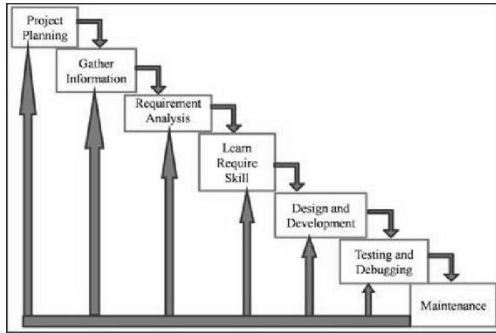 Project
Planning
Gather
Information
Requirement
Analysis
Learn
Require
Skill
Design and
Development
Testing and
Debugging
Maintenance